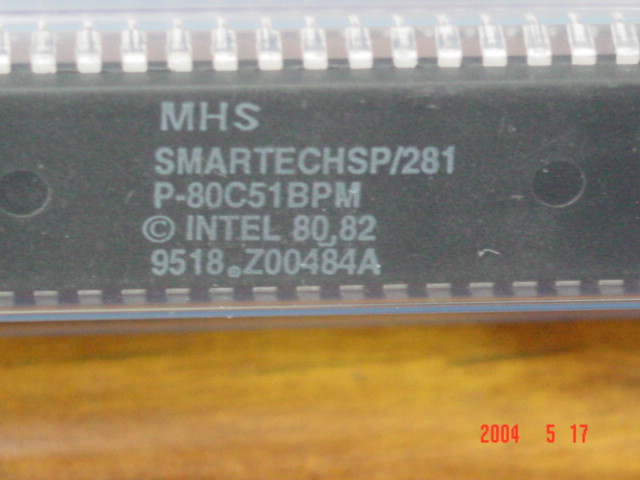 MHS
SMARTECHSP/281
P-80C51BPM
© INTEL 80,82
9518.Z00484A
2004 5 17